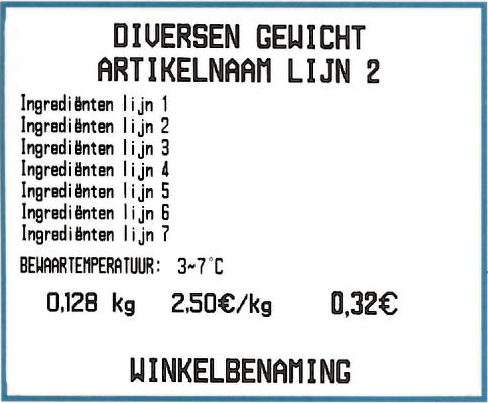 DIVERSEN GEWICHT
ARTIKELNAAM LIJN 2
Ingrediënten lijn 1
Ingrediënten lijn 2
Ingrediënten lijn 3
Ingrediënten lijn 4
Ingrediënten lijn 5
Ingrediënten lijn 6
Ingrediënten lijn 7
BEWAARTEMPERATUUR: 3~7°C
0,128 kg 2,50€/kg 0,32€
WINKELBENAMING